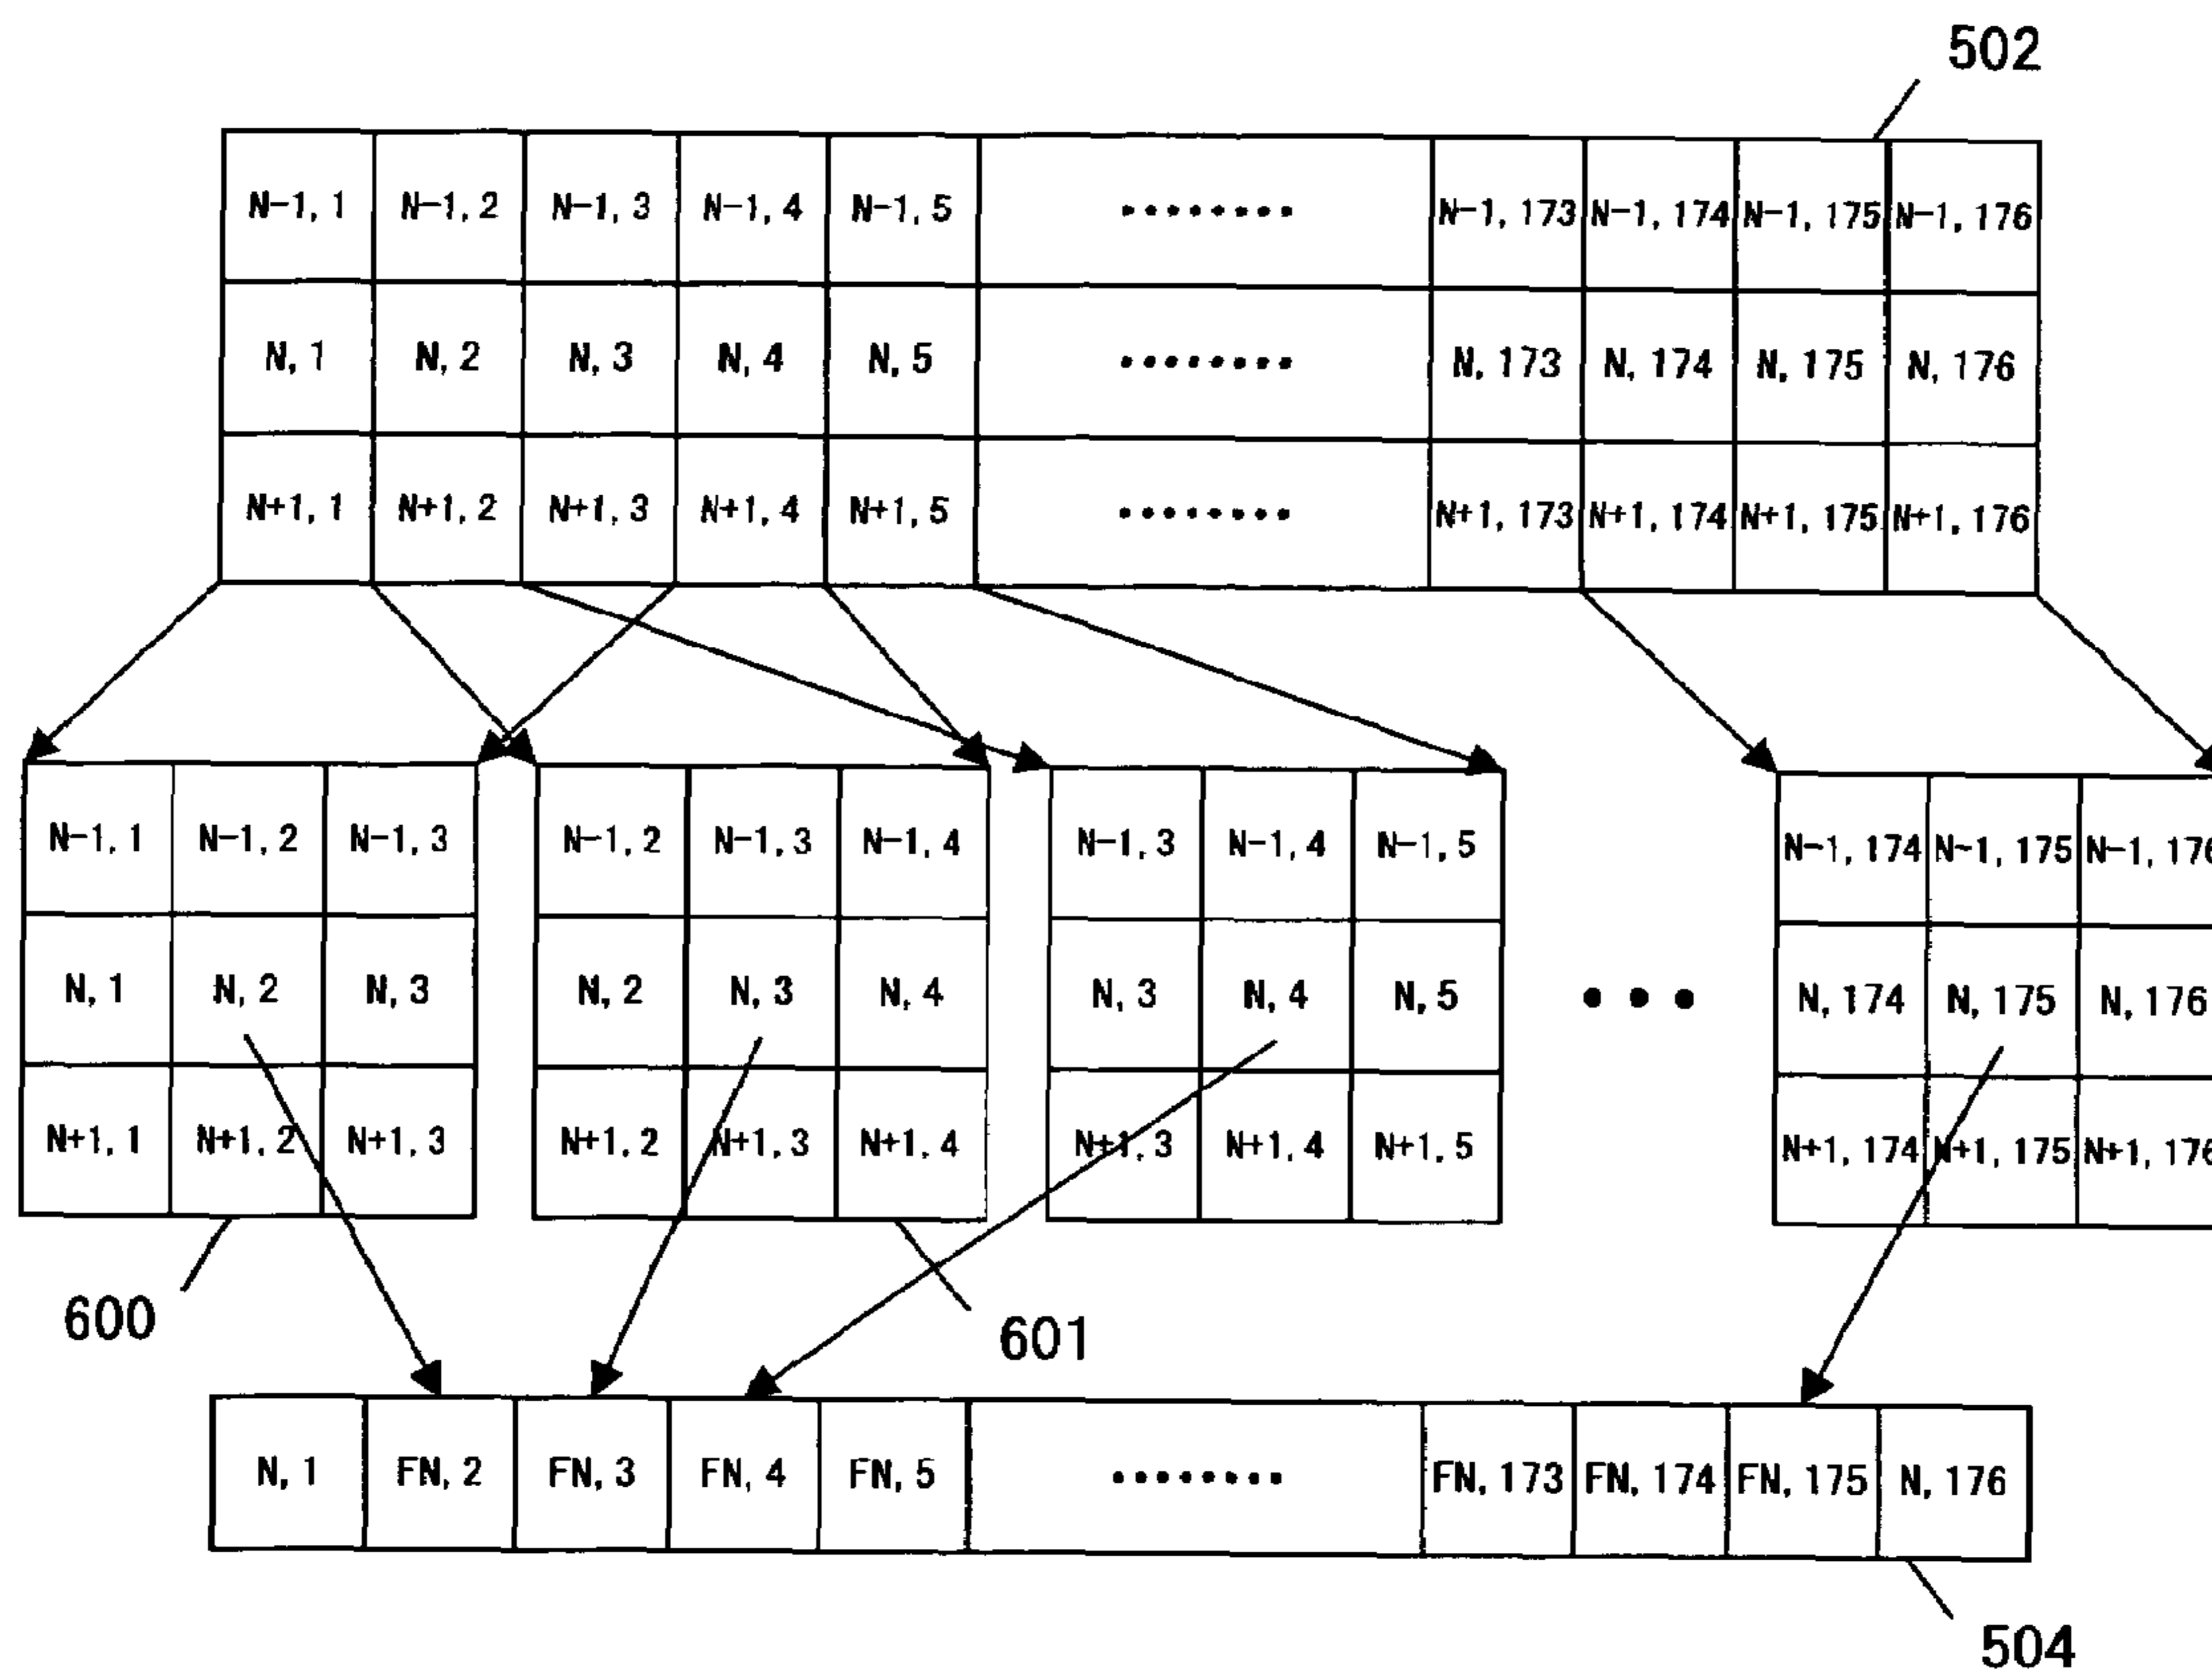 502
N-1, 1 N-1, 2 N-1, 3 N-1, 4 N-1, 5 ········ N-1, 173 N-1, 174 N-1, 175 N-1, 176
N, 1 N, 2 N, 3 N, 4 N, 5 ········ N, 173 N, 174 N, 175 N, 176
N+1, 1 N+1, 2 N+1, 3 N+1, 4 N+1, 5 ········ N+1, 173 N+1, 174 N+1, 175 N+1, 176
N-1, 1 N-1, 2 N-1, 3 N-1, 2 N-1, 3 N-1, 4 N-1, 3 N-1, 4 N-1, 5 N-1, 174 N-1, 175 N-1, 176
N, 1 N, 2 N, 3 N, 2 N, 3 N, 4 N, 3 N, 4 N, 5 ••• N, 174 N, 175 N, 176
N+1, 1 N+1, 2 N+1, 3 N+1, 2 N+1, 3 N+1, 4 N+1, 3 N+1, 4 N+1, 5 N+1, 174 N+1, 175 N+1, 176
600
601
N, 1 FN, 2 FN, 3 FN, 4 FN, 5 ········ FN, 173 FN, 174 FN, 175 N, 176
504